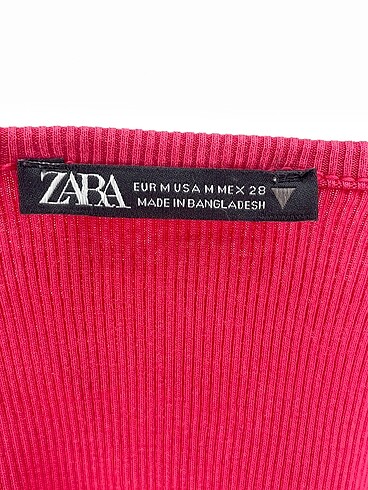 ZARA
EUR M USA M MEX 28
MADE IN BANGLADESH